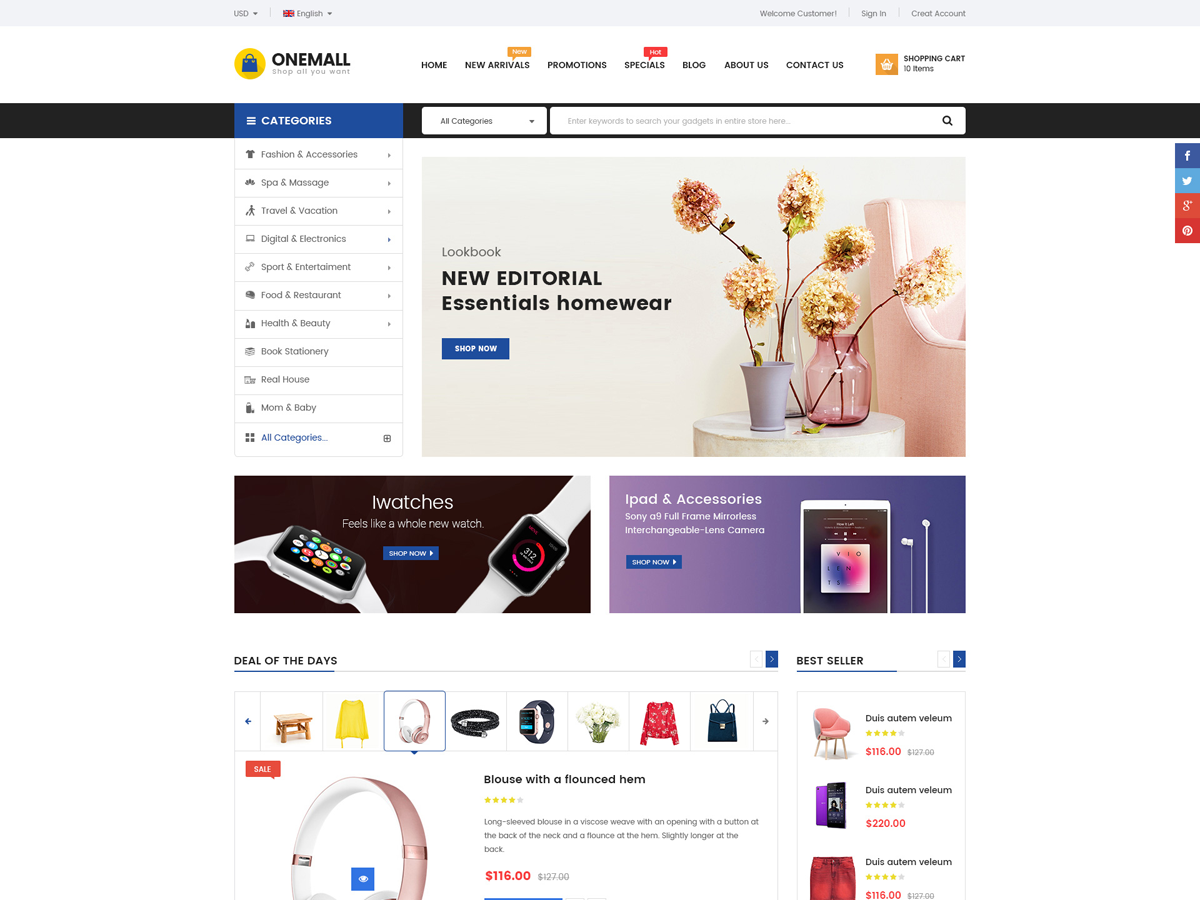 USD
English
Welcome Customer!
Sign In
Creat Account
ONEMALL
Shop all you want
HOME
NEW ARRIVALS
New
PROMOTIONS
SPECIALS
Hot
BLOG
ABOUT US
CONTACT US
SHOPPING CART
10 Items
CATEGORIES
All Categories
Enter keywords to search your gadgets in entire store here...
Fashion & Accessories
Spa & Massage
Travel & Vacation
Digital & Electronics
Sport & Entertaiment
Food & Restaurant
Health & Beauty
Book Stationery
Real House
Mom & Baby
All Categories...
Lookbook
NEW EDITORIAL
Essentials homewear
SHOP NOW
Iwatches
Feels like a whole new watch.
SHOP NOW
312
Ipad & Accessories
Sony a9 Full Frame Mirrorless
Interchangeable-Lens Camera
SHOP NOW
V I O
L E N
T S
DEAL OF THE DAYS
BEST SELLER
SALE
Blouse with a flounced hem
Long-sleeved blouse in a viscose weave with an opening with a button at
the back of the neck and a flounce at the hem. Slightly longer at the
back.
$116.00 $127.00
Duis autem veleum
$116.00 $127.00
Duis autem veleum
$220.00
Duis autem veleum
$116.00 $127.00